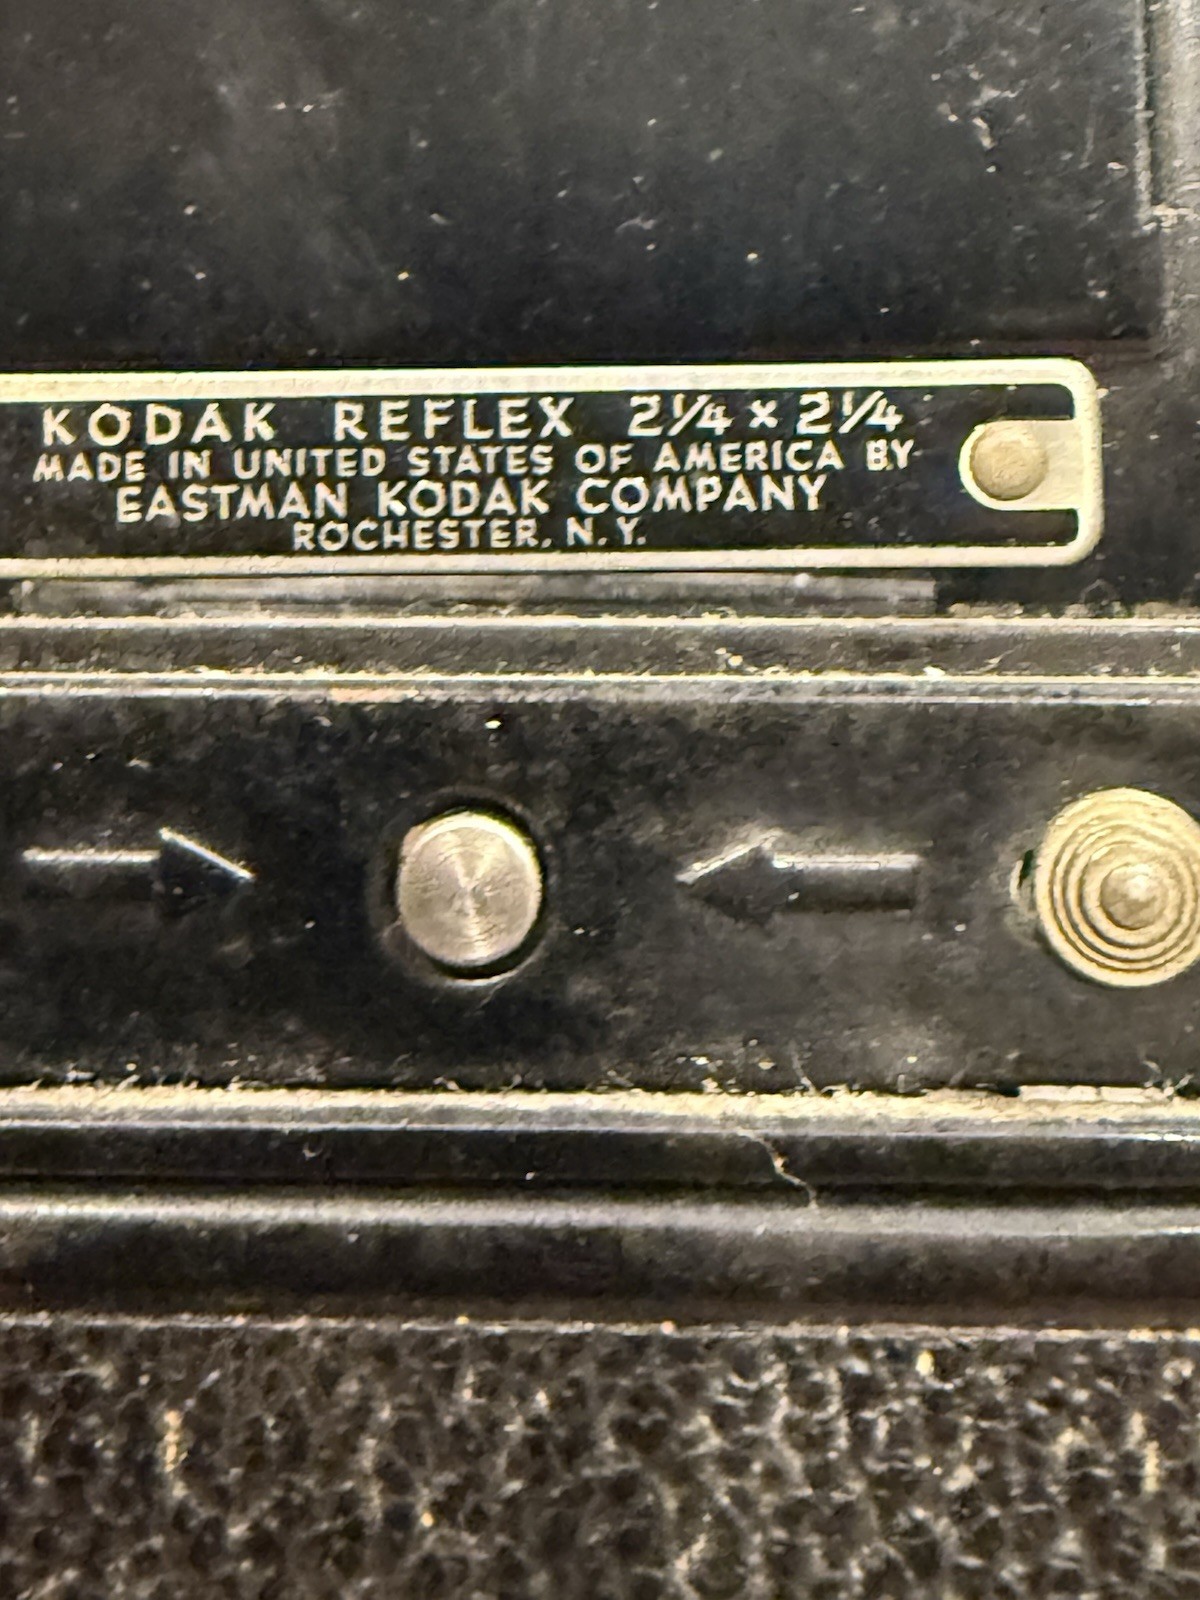 KODAK REFLEX 2¼ x 2¼
MADE IN UNITED STATES OF AMERICA BY
EASTMAN KODAK COMPANY
ROCHESTER, N.Y.